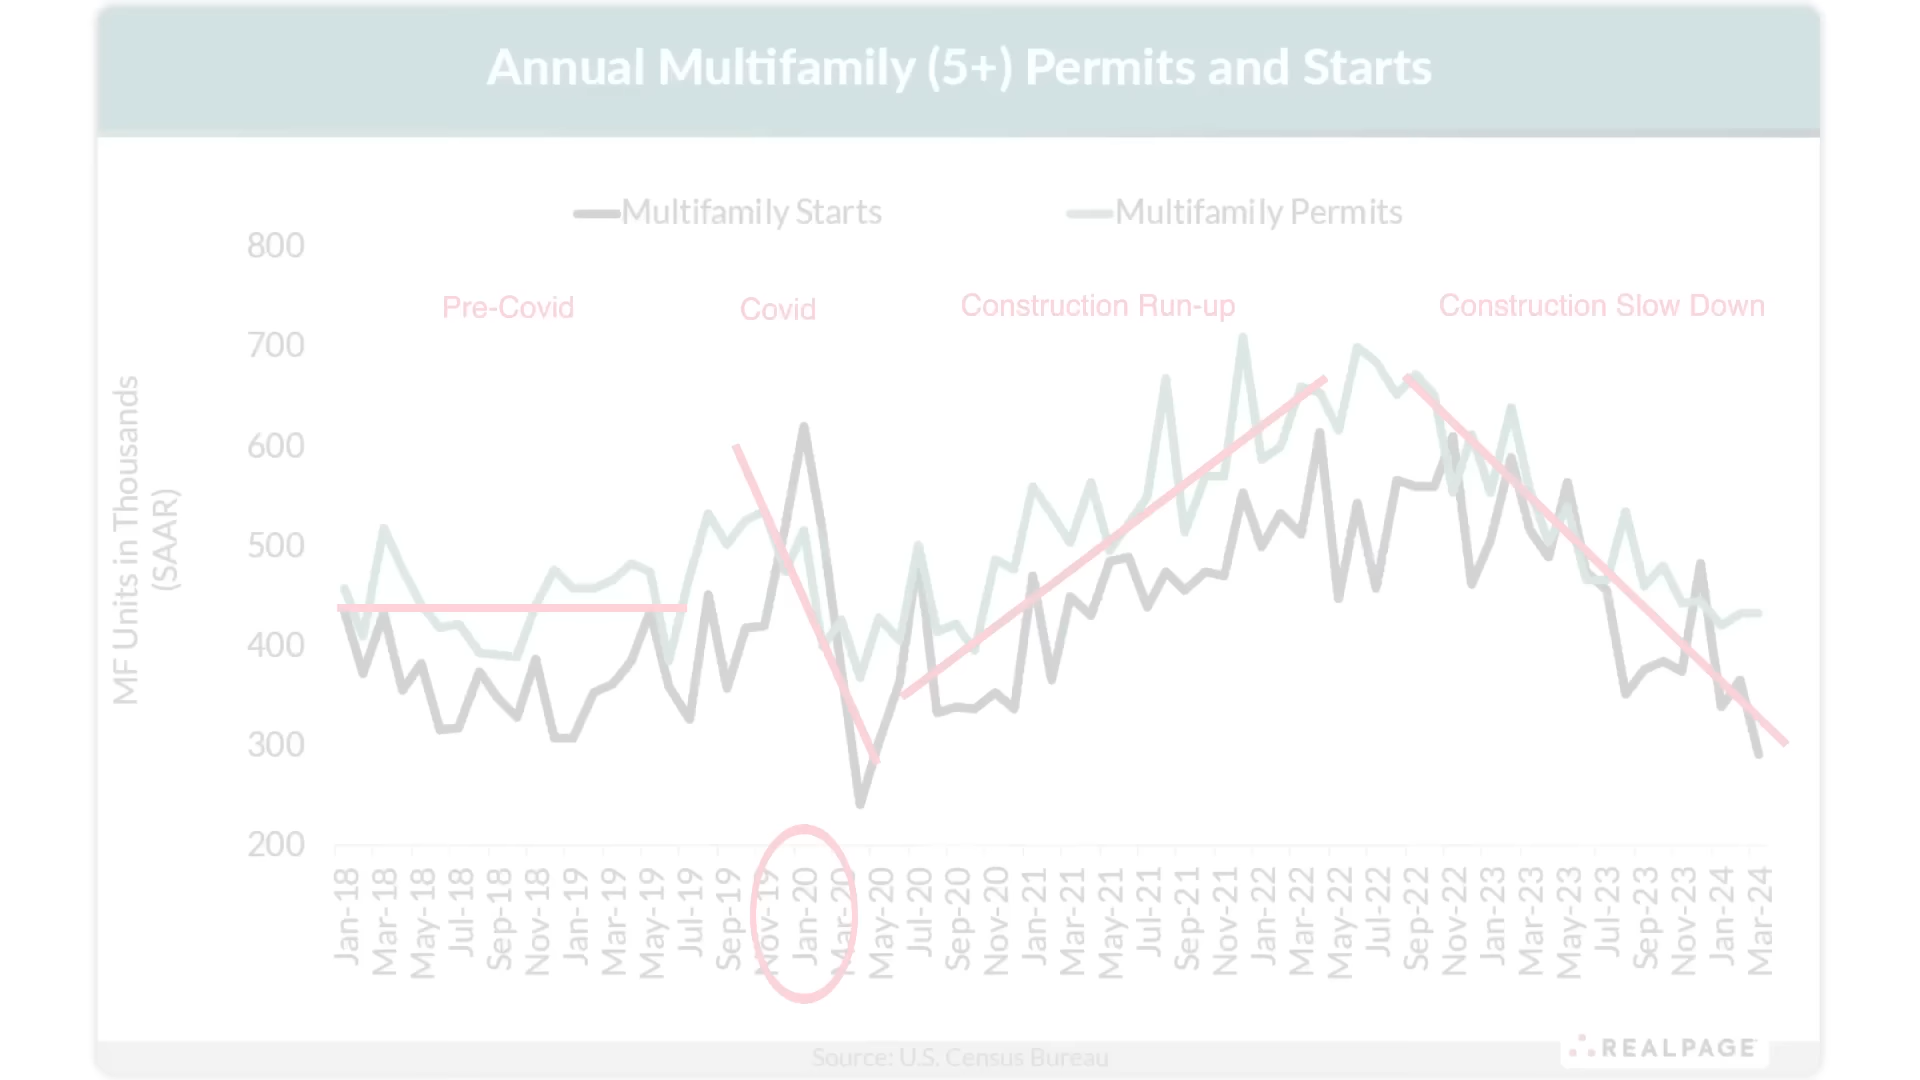 Annual Multifamily (5+) Permits and Starts
Multifamily Starts
Multifamily Permits
800
700
600
500
400
300
200
MF Units in Thousands
(SAAR)
Pre-Covid
Covid
Construction Run-up
Construction Slow Down
Jan-18
Mar-18
May-18
Jul-18
Sep-18
Nov-18
Jan-19
Mar-19
May-19
Jul-19
Sep-19
Nov-19
Jan-20
Mar-20
May-20
Jul-20
Sep-20
Nov-20
Jan-21
Mar-21
May-21
Jul-21
Sep-21
Nov-21
Jan-22
Mar-22
May-22
Jul-22
Sep-22
Nov-22
Jan-23
Mar-23
May-23
Jul-23
Sep-23
Nov-23
Jan-24
Mar-24
Source: U.S. Census Bureau
REALPAGE